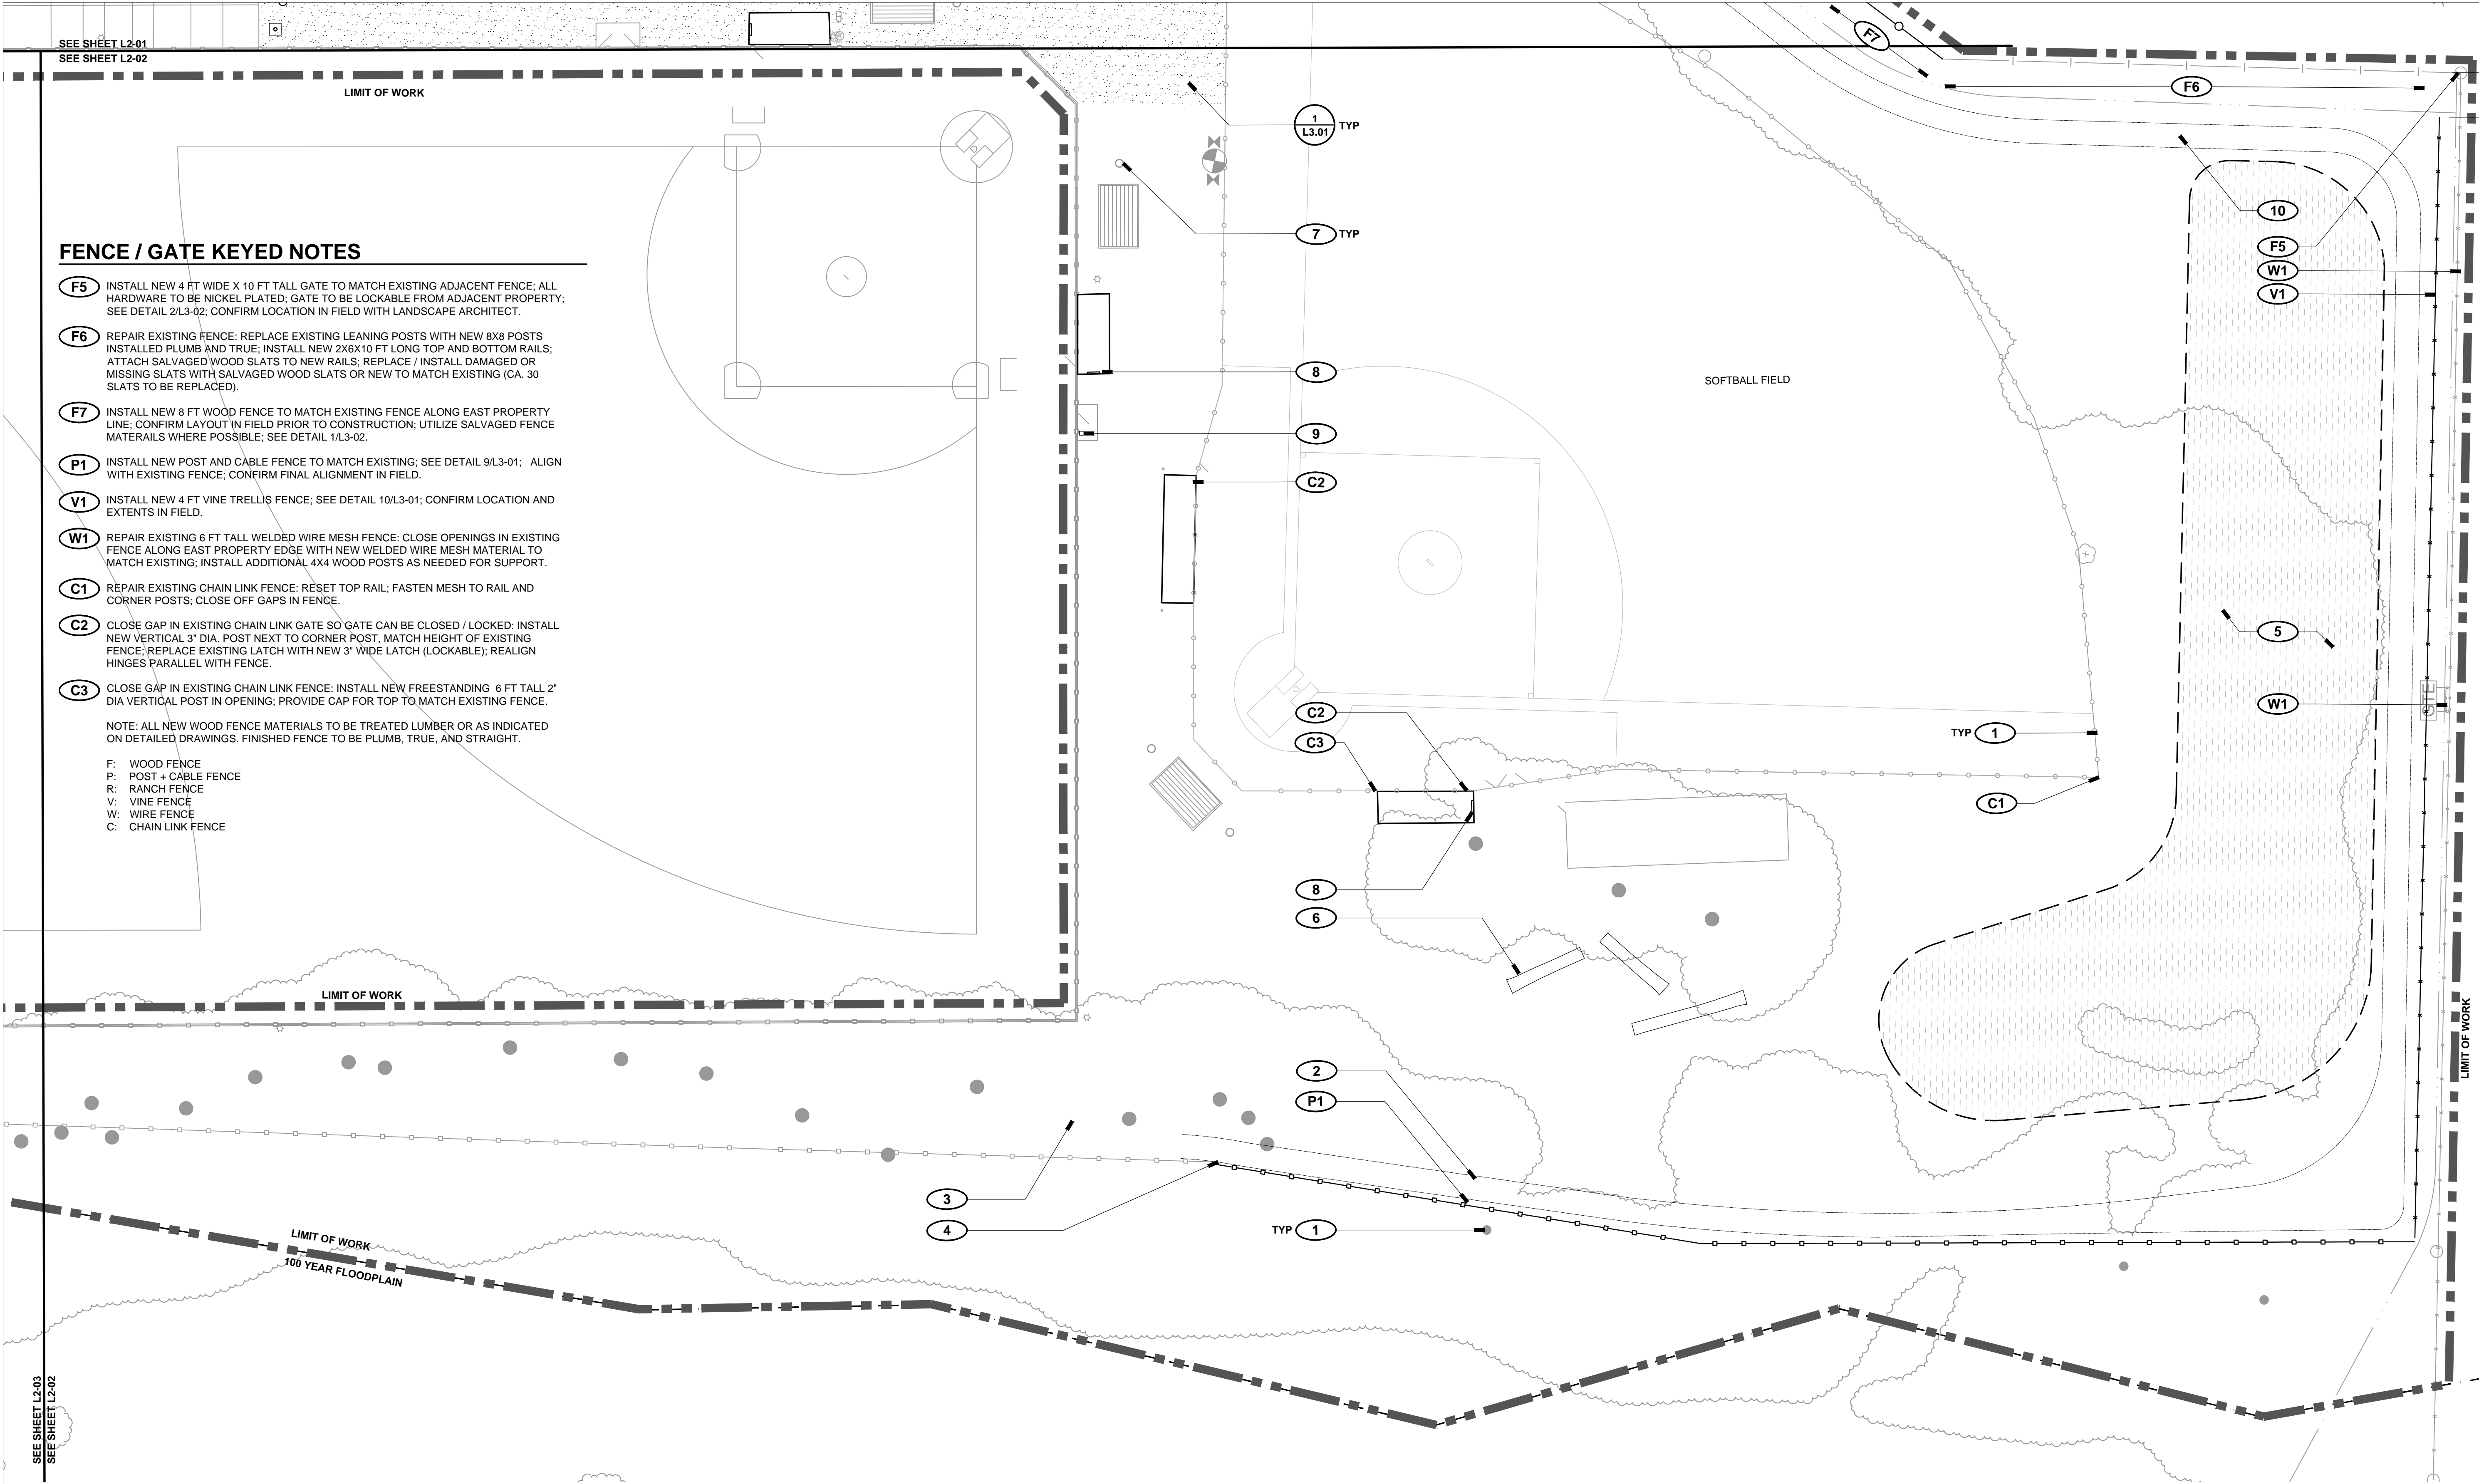 SEE SHEET L2-01
SEE SHEET L2-02
LIMIT OF WORK
F7
F6
1
L3.01
TYP
7 TYP
10
F5
W1
V1
FENCE / GATE KEYED NOTES
F5 INSTALL NEW 4 FT WIDE X 10 FT TALL GATE TO MATCH EXISTING ADJACENT FENCE; ALL
HARDWARE TO BE NICKEL PLATED; GATE TO BE LOCKABLE FROM ADJACENT PROPERTY;
SEE DETAIL 2/L3-02; CONFIRM LOCATION IN FIELD WITH LANDSCAPE ARCHITECT.
F6 REPAIR EXISTING FENCE: REPLACE EXISTING LEANING POSTS WITH NEW 8X8 POSTS
INSTALLED PLUMB AND TRUE; INSTALL NEW 2X6X10 FT LONG TOP AND BOTTOM RAILS;
ATTACH SALVAGED WOOD SLATS TO NEW RAILS; REPLACE / INSTALL DAMAGED OR
MISSING SLATS WITH SALVAGED WOOD SLATS OR NEW TO MATCH EXISTING (CA. 30
SLATS TO BE REPLACED).
F7 INSTALL NEW 8 FT WOOD FENCE TO MATCH EXISTING FENCE ALONG EAST PROPERTY
LINE; CONFIRM LAYOUT IN FIELD PRIOR TO CONSTRUCTION; UTILIZE SALVAGED FENCE
MATERAILS WHERE POSSIBLE; SEE DETAIL 1/L3-02.
P1 INSTALL NEW POST AND CABLE FENCE TO MATCH EXISTING; SEE DETAIL 9/L3-01; ALIGN
WITH EXISTING FENCE; CONFIRM FINAL ALIGNMENT IN FIELD.
V1 INSTALL NEW 4 FT VINE TRELLIS FENCE; SEE DETAIL 10/L3-01; CONFIRM LOCATION AND
EXTENTS IN FIELD.
W1 REPAIR EXISTING 6 FT TALL WELDED WIRE MESH FENCE: CLOSE OPENINGS IN EXISTING
FENCE ALONG EAST PROPERTY EDGE WITH NEW WELDED WIRE MESH MATERIAL TO
MATCH EXISTING; INSTALL ADDITIONAL 4X4 WOOD POSTS AS NEEDED FOR SUPPORT.
C1 REPAIR EXISTING CHAIN LINK FENCE: RESET TOP RAIL; FASTEN MESH TO RAIL AND
CORNER POSTS; CLOSE OFF GAPS IN FENCE.
C2 CLOSE GAP IN EXISTING CHAIN LINK GATE SO GATE CAN BE CLOSED / LOCKED: INSTALL
NEW VERTICAL 3" DIA. POST NEXT TO CORNER POST, MATCH HEIGHT OF EXISTING
FENCE; REPLACE EXISTING LATCH WITH NEW 3" WIDE LATCH (LOCKABLE); REALIGN
HINGES PARALLEL WITH FENCE.
C3 CLOSE GAP IN EXISTING CHAIN LINK FENCE: INSTALL NEW FREESTANDING 6 FT TALL 2"
DIA VERTICAL POST IN OPENING; PROVIDE CAP FOR TOP TO MATCH EXISTING FENCE.
NOTE: ALL NEW WOOD FENCE MATERIALS TO BE TREATED LUMBER OR AS INDICATED
ON DETAILED DRAWINGS. FINISHED FENCE TO BE PLUMB, TRUE, AND STRAIGHT.
F: WOOD FENCE
P: POST + CABLE FENCE
R: RANCH FENCE
V: VINE FENCE
W: WIRE FENCE
C: CHAIN LINK FENCE
8
SOFTBALL FIELD
9
C2
5
W1
C2
C3
TYP 1
C1
8
6
LIMIT OF WORK
LIMIT OF WORK
2
P1
3
4
TYP 1
LIMIT OF WORK
100 YEAR FLOODPLAIN
SEE SHEET L2-03
SEE SHEET L2-02